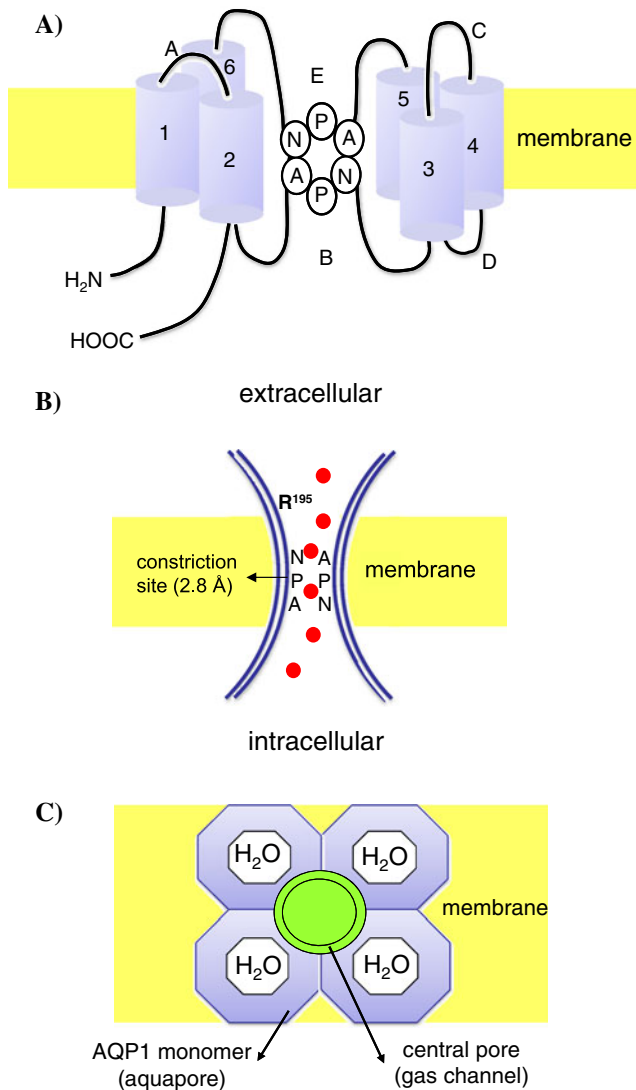 A)
A
6
E
C
1
2
N
P
A
A
P
N
5
3
4
membrane
B
D
H₂N
HOOC
B)
extracellular
R¹⁹⁵
constriction
site (2.8 Å)
N A
P P
A N
membrane
intracellular
C)
H₂O
H₂O
membrane
H₂O
H₂O
AQP1 monomer
(aquapore)
central pore
(gas channel)